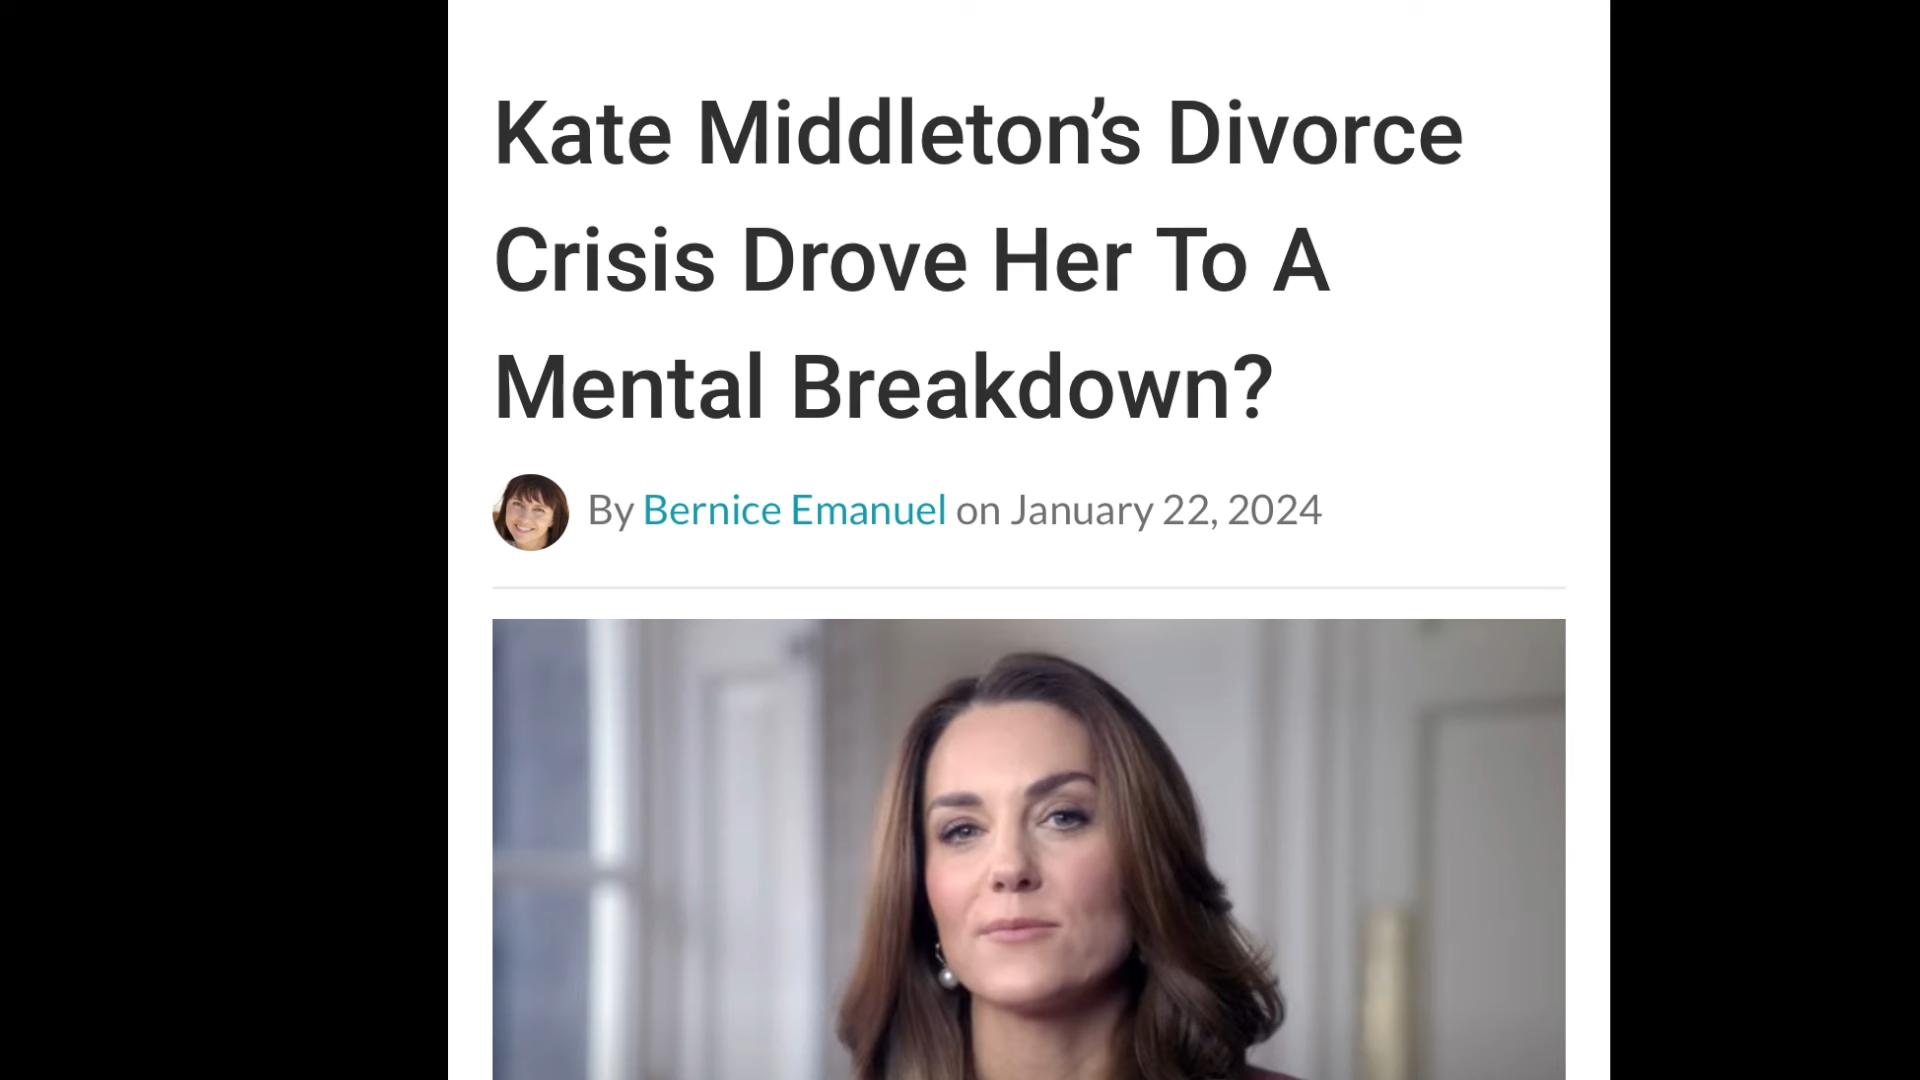 Kate Middleton’s Divorce
Crisis Drove Her To A
Mental Breakdown?
By Bernice Emanuel on January 22, 2024